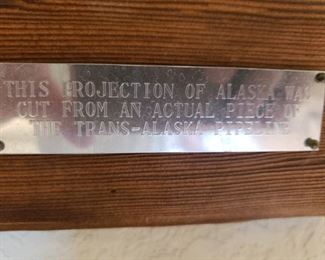 THIS PROJECTION OF ALASKA WAS
CUT FROM AN ACTUAL PIECE OF
THE TRANS-ALASKA PIPELINE